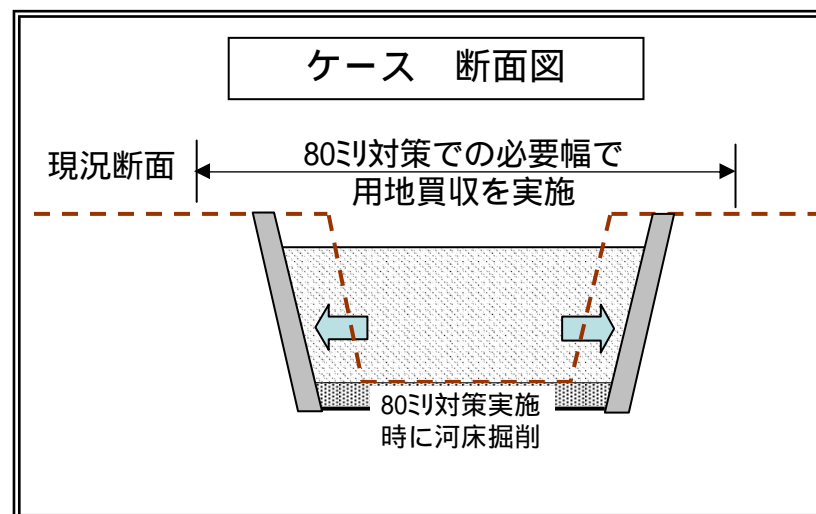 ケース　断面図
現況断面
80ﾐﾘ対策での必要幅で
用地買収を実施
80ﾐﾘ対策実施
時に河床掘削